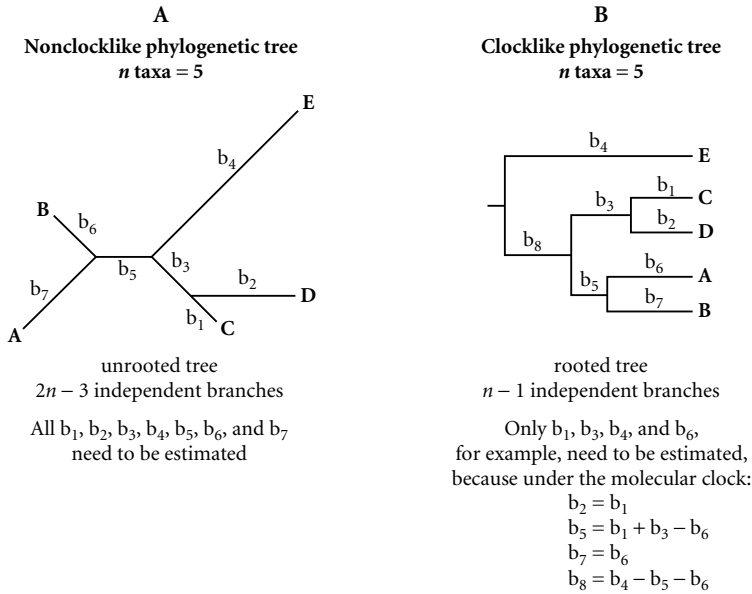 A
Nonclocklike phylogenetic tree
n taxa = 5
E
b₄
B
b₆
b₅
b₃
b₂
b₇
D
b₁
C
A
unrooted tree
2n − 3 independent branches
All b₁, b₂, b₃, b₄, b₅, b₆, and b₇
need to be estimated
B
Clocklike phylogenetic tree
n taxa = 5
b₄
E
b₁
C
b₃
b₂
D
b₈
b₆
A
b₅
b₇
B
rooted tree
n − 1 independent branches
Only b₁, b₃, b₄, and b₆,
for example, need to be estimated,
because under the molecular clock:
b₂ = b₁
b₅ = b₁ + b₃ − b₆
b₇ = b₆
b₈ = b₄ − b₅ − b₆